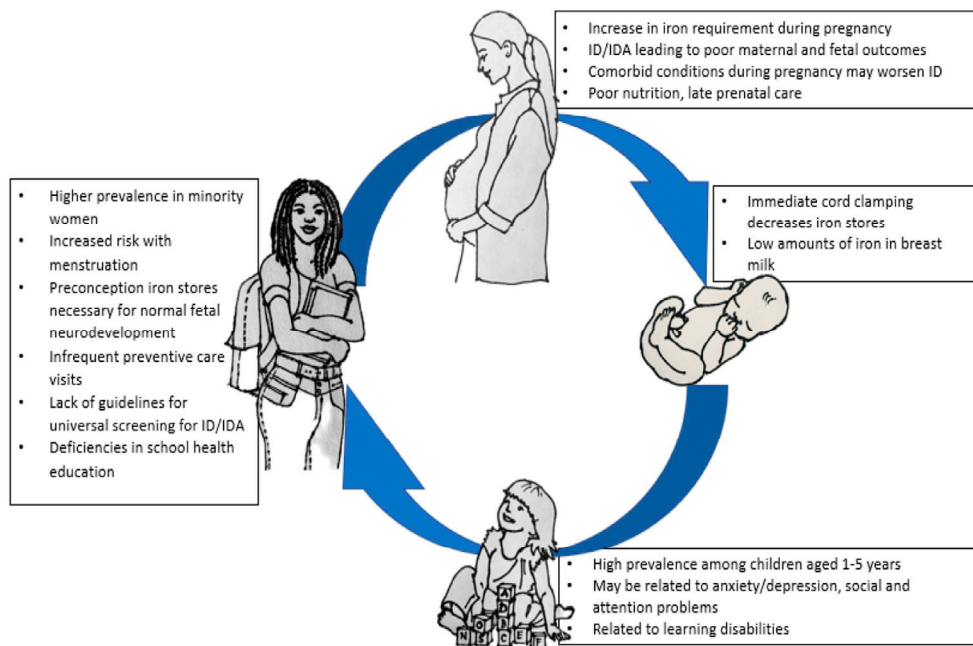 • Increase in iron requirement during pregnancy
• ID/IDA leading to poor maternal and fetal outcomes
• Comorbid conditions during pregnancy may worsen ID
• Poor nutrition, late prenatal care
• Immediate cord clamping
decreases iron stores
• Low amounts of iron in breast
milk
• Higher prevalence in minority
women
• Increased risk with
menstruation
• Preconception iron stores
necessary for normal fetal
neurodevelopment
• Infrequent preventive care
visits
• Lack of guidelines for
universal screening for ID/IDA
• Deficiencies in school health
education
• High prevalence among children aged 1-5 years
• May be related to anxiety/depression, social and
attention problems
• Related to learning disabilities
A
D
O B
N S C E F